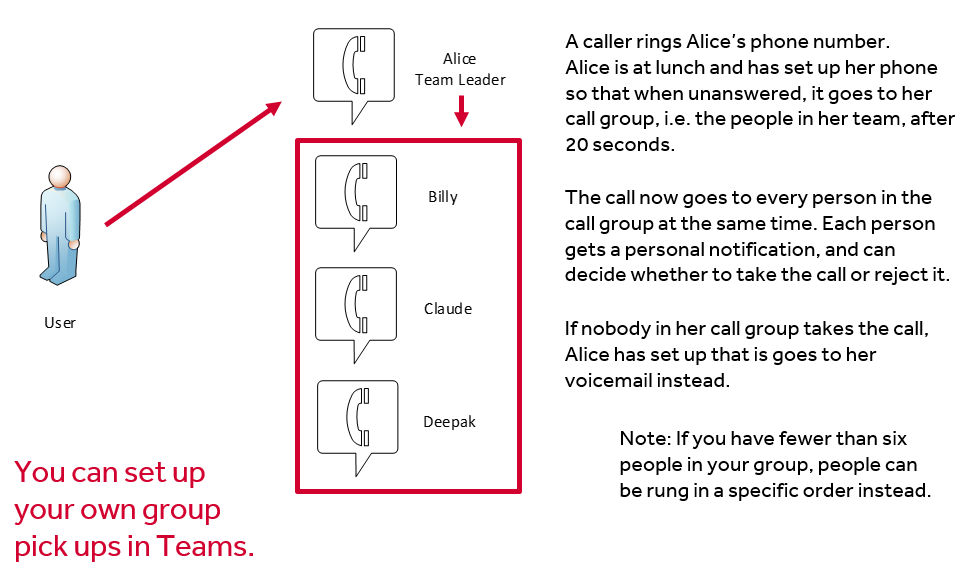 Alice
Team Leader
Billy
Claude
Deepak
User
You can set up
your own group
pick ups in Teams.
A caller rings Alice's phone number.
Alice is at lunch and has set up her phone
so that when unanswered, it goes to her
call group, i.e. the people in her team, after
20 seconds.
The call now goes to every person in the
call group at the same time. Each person
gets a personal notification, and can
decide whether to take the call or reject it.
If nobody in her call group takes the call,
Alice has set up that is goes to her
voicemail instead.
Note: If you have fewer than six
people in your group, people can
be rung in a specific order instead.